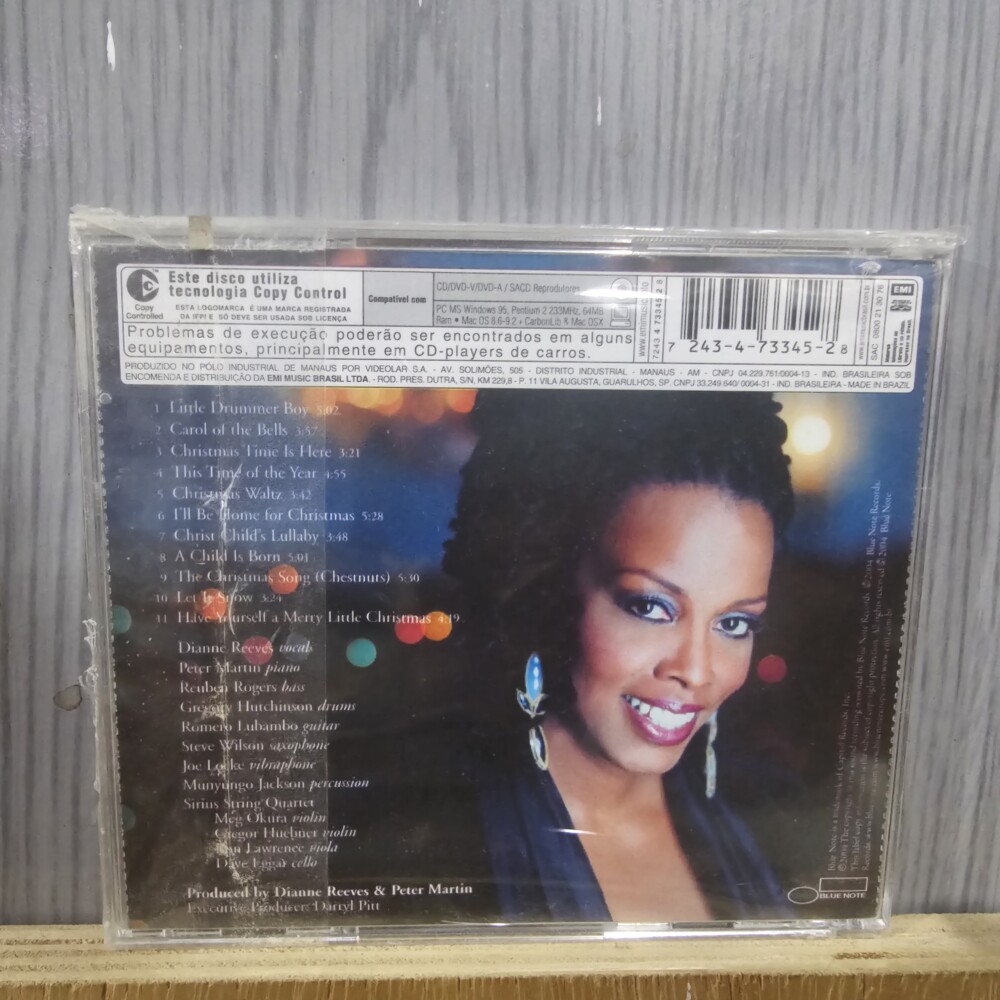 Copy
Controlled
Este disco utiliza
tecnologia Copy Control
ESTA LOGOMARCA É UMA MARCA REGISTRADA
DA IFPI E SÓ DEVE SER USADA SOB LICENÇA
Compatível com
CD/DVD-V/DVD-A / SACD Reprodutores
PC MS Windows 95, Pentium 2 233MHz, 64Mb
Ram • Mac OS 8.6-9.2 + CarbonLib & Mac OSX
Problemas de execução poderão ser encontrados em alguns
equipamentos, principalmente em CD-players de carros.
7 243-4-73345-2 8
SAC 0800 21 30 76
EMI
PRODUZIDO NO PÓLO INDUSTRIAL DE MANAUS POR VIDEOLAR S.A. - AV. SOLIMÕES, 505 - DISTRITO INDUSTRIAL - MANAUS - AM - CNPJ 04.229.761/0004-13 - IND. BRASILEIRA SOB
ENCOMENDA E DISTRIBUIÇÃO DA EMI MUSIC BRASIL LTDA. - ROD. PRES. DUTRA, S/N, KM 229,8 - P. 11 VILA AUGUSTA, GUARULHOS, SP. CNPJ 33.249.640/ 0004-31 - IND. BRASILEIRA - MADE IN BRAZIL
1 Little Drummer Boy 5:02
2 Carol of the Bells 3:57
3 Christmas Time Is Here 3:21
4 This Time of the Year 4:55
5 Christmas Waltz 3:42
6 I'll Be Home for Christmas 5:28
7 Christ Child's Lullaby 3:48
8 A Child Is Born 5:01
9 The Christmas Song (Chestnuts) 5:30
10 Let It Snow 3:24
11 Have Yourself a Merry Little Christmas 4:19
Dianne Reeves vocals
Peter Martin piano
Reuben Rogers bass
Gregory Hutchinson drums
Romero Lubambo guitar
Steve Wilson saxophone
Joe Locke vibraphone
Munyungo Jackson percussion
Sirius String Quartet
Meg Okura violin
Gregor Huebner violin
Ron Lawrence viola
Dave Eggar cello
Produced by Dianne Reeves & Peter Martin
Executive Producer: Darryl Pitt
BLUE NOTE